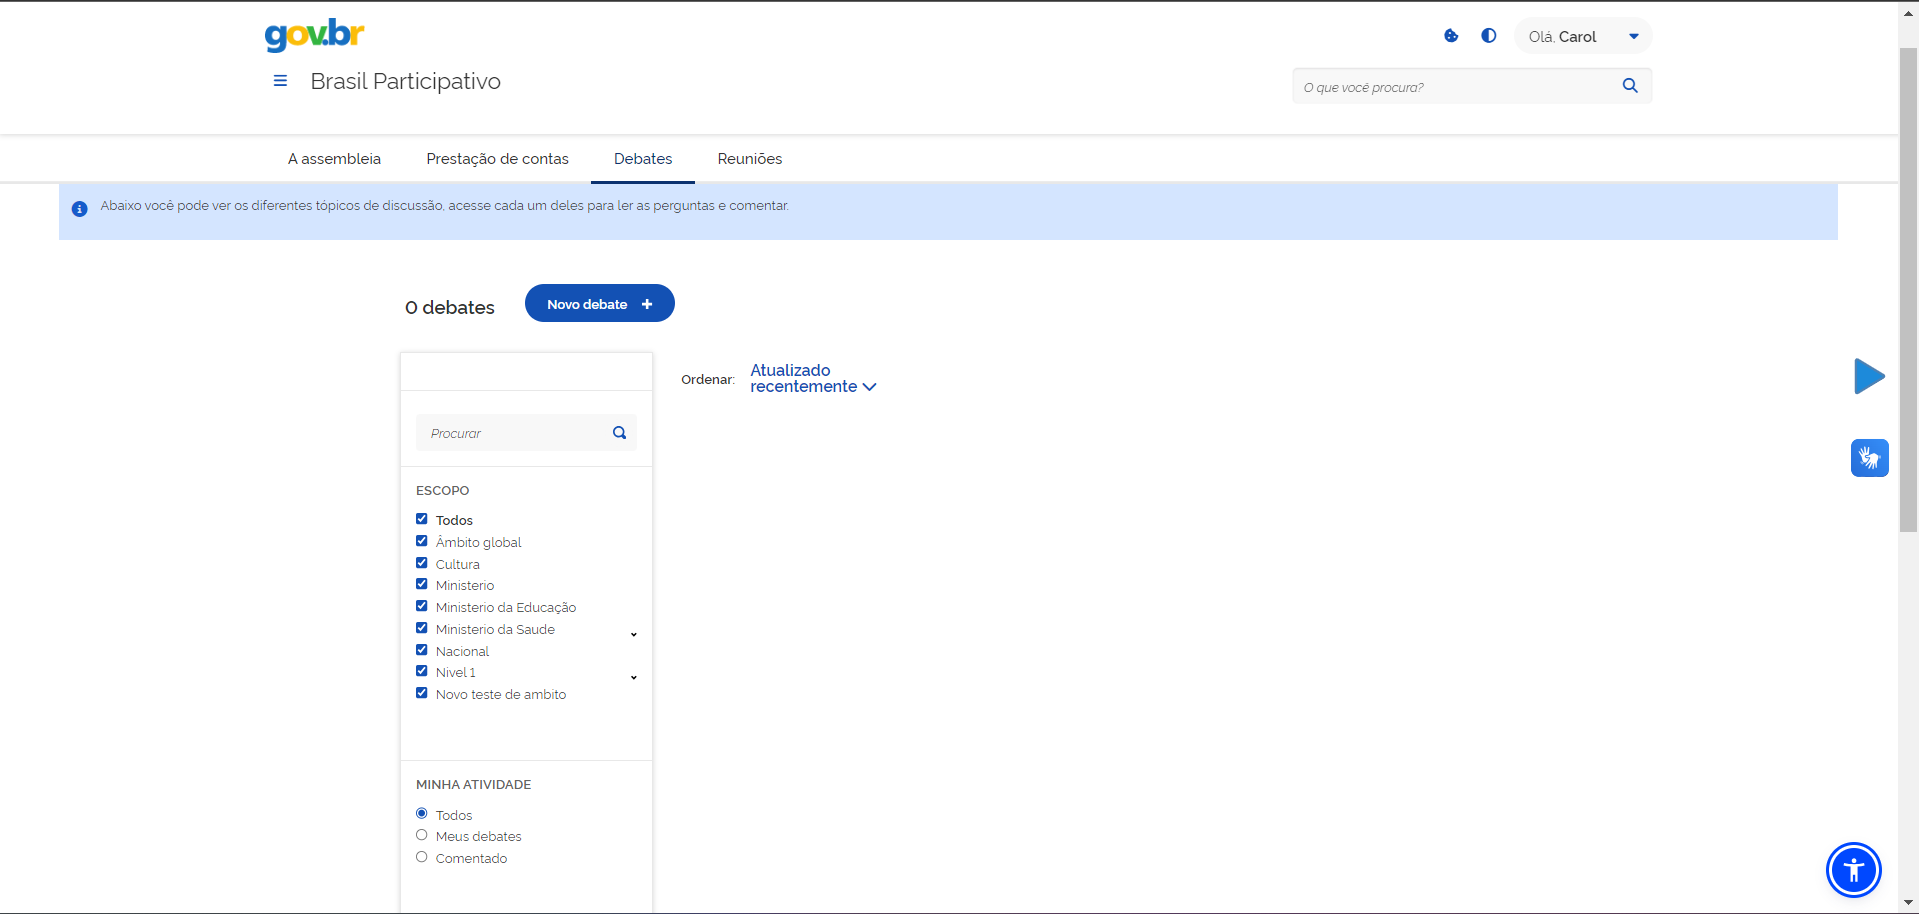 gov.br
Olá, Carol
Brasil Participativo
O que você procura?
A assembleia
Prestação de contas
Debates
Reuniões
Abaixo você pode ver os diferentes tópicos de discussão, acesse cada um deles para ler as perguntas e comentar.
0 debates
Novo debate +
Ordenar:
Atualizado
recentemente
Procurar
ESCOPO
Todos
Âmbito global
Cultura
Ministerio
Ministerio da Educação
Ministerio da Saude
Nacional
Nivel 1
Novo teste de ambito
MINHA ATIVIDADE
Todos
Meus debates
Comentado